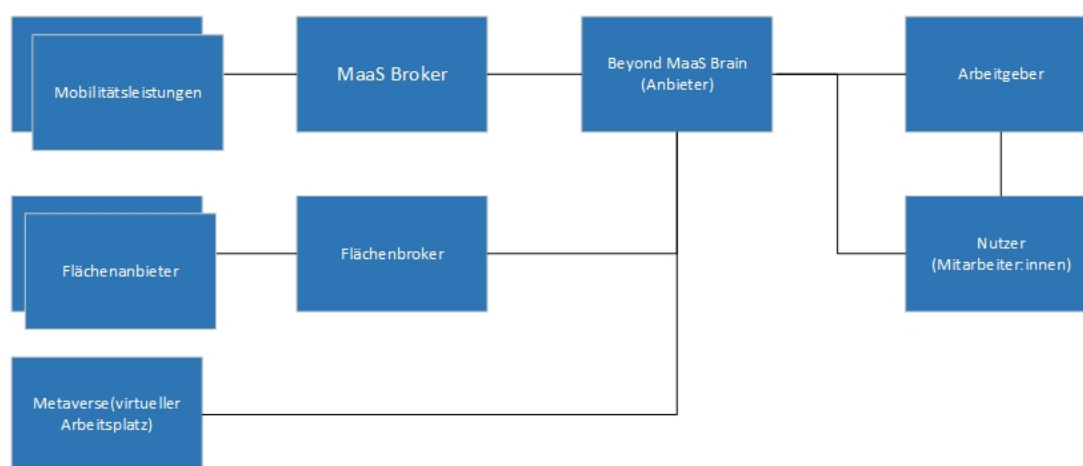 Mobilitätsleistungen
MaaS Broker
Beyond MaaS Brain
(Anbieter)
Arbeitgeber
Flächenanbieter
Flächenbroker
Nutzer
(Mitarbeiter:innen)
Metaverse(virtueller
Arbeitsplatz)